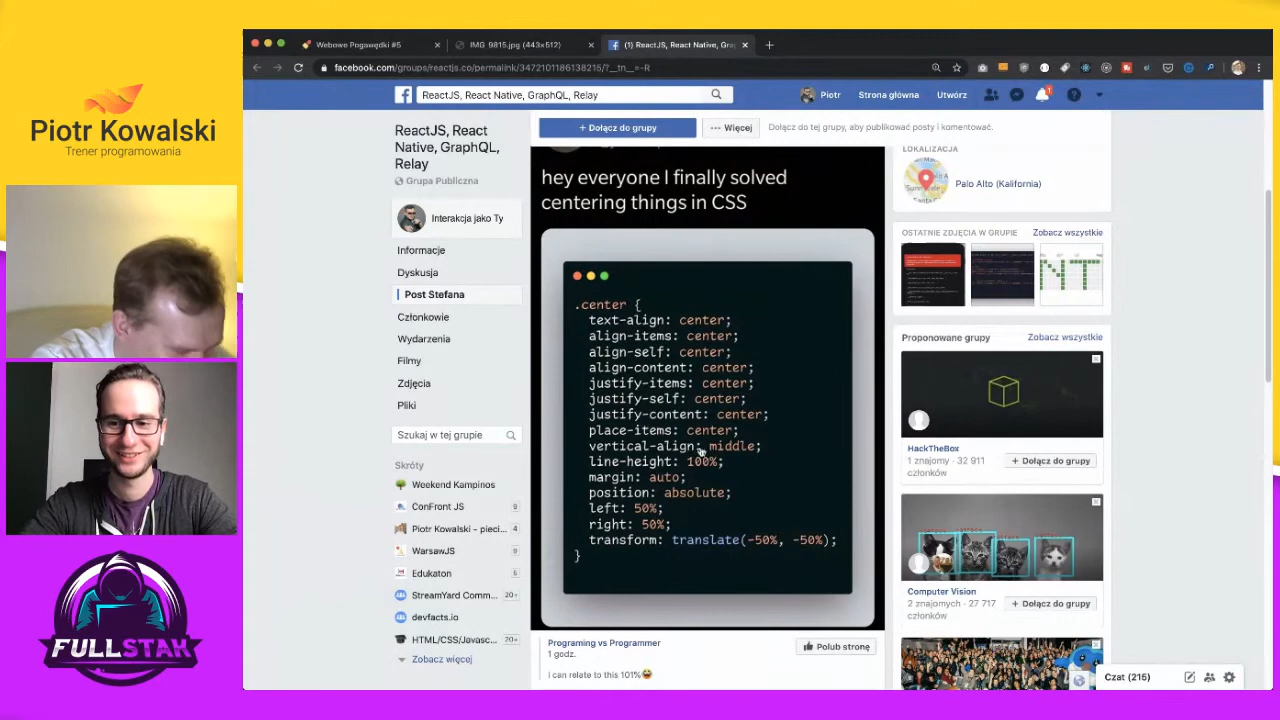 Piotr Kowalski
Trener programowania
FULLSTAK
Webowe Pogawędki #5
IMG_9815.jpg (443×512)
(1) ReactJS, React Native, Gra
facebook.com/groups/reactjs.co/permalink/3472101186138215/?__tn__=-R
ReactJS, React Native, GraphQL, Relay
Piotr
Strona główna
Utwórz
1
ReactJS, React
Native, GraphQL,
Relay
Grupa Publiczna
Interakcja jako Ty
Informacje
Dyskusja
Post Stefana
Członkowie
Wydarzenia
Filmy
Zdjęcia
Pliki
Szukaj w tej grupie
Skróty
Weekend Kampinos
ConFront JS 9
Piotr Kowalski - pieci... 4
WarsawJS 9
Edukaton 5
StreamYard Comm... 20+
devfacts.io
HTML/CSS/Javasc... 20+
Zobacz więcej
+ Dołącz do grupy
Więcej
Dołącz do tej grupy, aby publikować posty i komentować.
hey everyone I finally solved
centering things in CSS
.center {
text-align: center;
align-items: center;
align-self: center;
align-content: center;
justify-items: center;
justify-self: center;
justify-content: center;
place-items: center;
vertical-align: middle;
line-height: 100%;
margin: auto;
position: absolute;
left: 50%;
right: 50%;
transform: translate(-50%, -50%);
}
Programing vs Programmer
1 godz.
Polub stronę
I can relate to this 101%😂
LOKALIZACJA
Palo Alto (Kalifornia)
OSTATNIE ZDJĘCIA W GRUPIE
Zobacz wszystkie
NT
Proponowane grupy
Zobacz wszystkie
HackTheBox
1 znajomy · 32 911
członków
+ Dołącz do grupy
Computer Vision
2 znajomych · 27 717
członków
+ Dołącz do grupy
Czat (215)